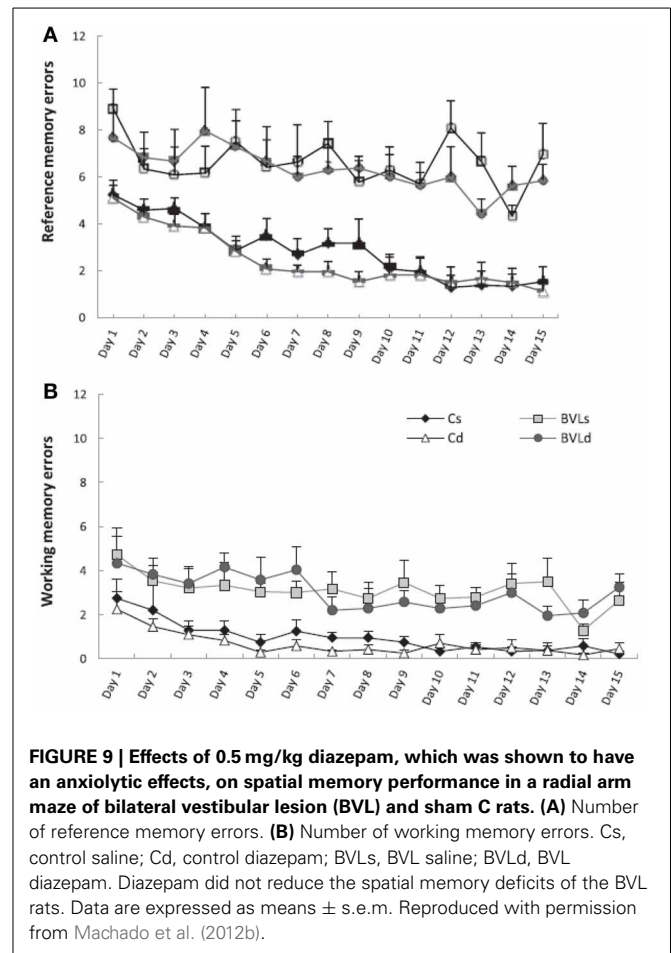 A
12
10
8
6
4
2
0
Reference memory errors
Day 1 Day 2 Day 3 Day 4 Day 5 Day 6 Day 7 Day 8 Day 9 Day 10 Day 11 Day 12 Day 13 Day 14 Day 15
B
12
10
8
6
4
2
0
Working memory errors
Cs BVLs
Cd BVLd
Day 1 Day 2 Day 3 Day 4 Day 5 Day 6 Day 7 Day 8 Day 9 Day 10 Day 11 Day 12 Day 13 Day 14 Day 15
FIGURE 9 | Effects of 0.5 mg/kg diazepam, which was shown to have
an anxiolytic effects, on spatial memory performance in a radial arm
maze of bilateral vestibular lesion (BVL) and sham C rats. (A) Number
of reference memory errors. (B) Number of working memory errors. Cs,
control saline; Cd, control diazepam; BVLs, BVL saline; BVLd, BVL
diazepam. Diazepam did not reduce the spatial memory deficits of the BVL
rats. Data are expressed as means ± s.e.m. Reproduced with permission
from Machado et al. (2012b).